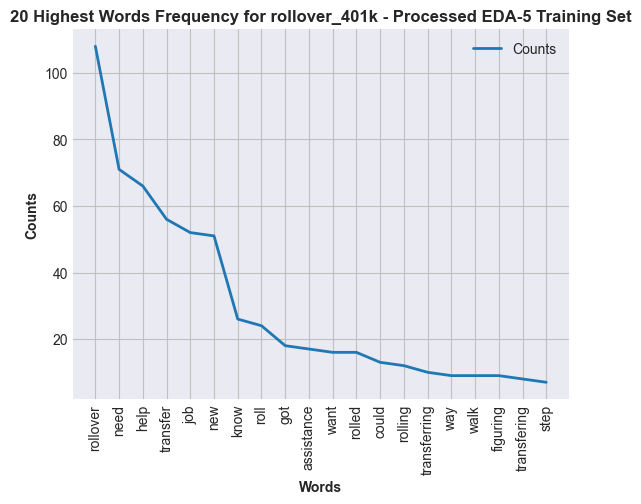 20 Highest Words Frequency for rollover_401k - Processed EDA-5 Training Set
Counts
100
80
60
40
20
Counts
rollover
need
help
transfer
job
new
know
roll
got
assistance
want
rolled
could
rolling
transferring
way
walk
figuring
transfering
step
Words